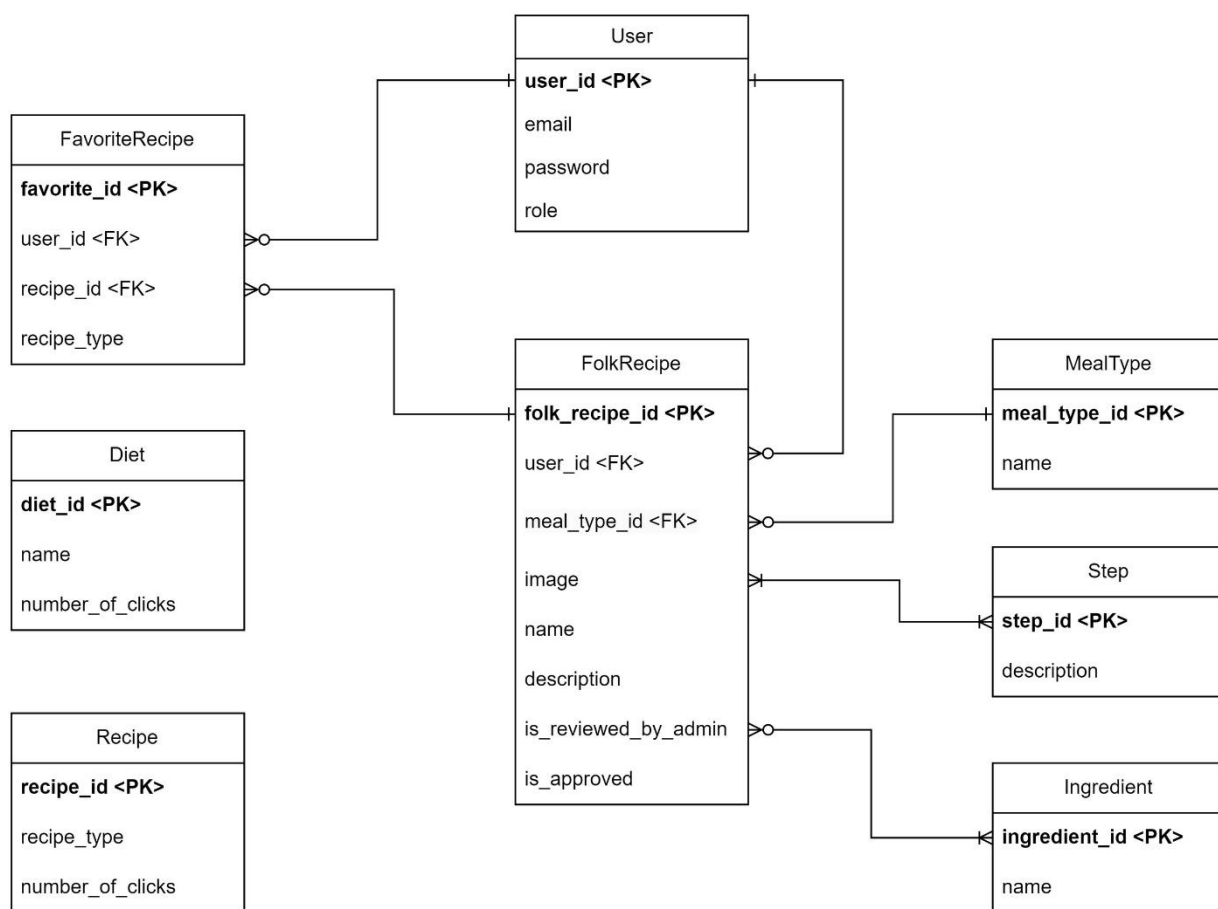 User
user_id <PK>
email
password
role
FavoriteRecipe
favorite_id <PK>
user_id <FK>
recipe_id <FK>
recipe_type
FolkRecipe
folk_recipe_id <PK>
user_id <FK>
meal_type_id <FK>
image
name
description
is_reviewed_by_admin
is_approved
MealType
meal_type_id <PK>
name
Diet
diet_id <PK>
name
number_of_clicks
Step
step_id <PK>
description
Recipe
recipe_id <PK>
recipe_type
number_of_clicks
Ingredient
ingredient_id <PK>
name